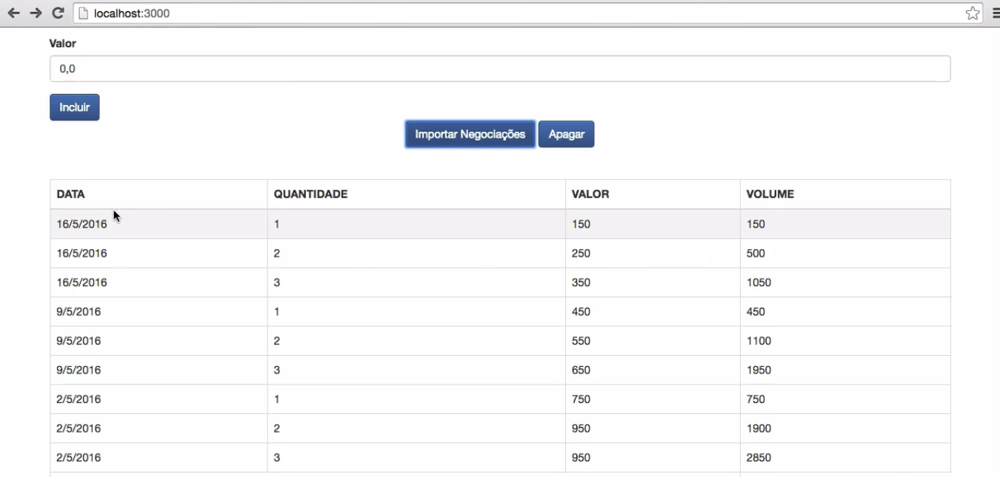 localhost:3000
Valor
0,0
Incluir
Importar Negociações Apagar
DATA QUANTIDADE VALOR VOLUME
16/5/2016 1 150 150
16/5/2016 2 250 500
16/5/2016 3 350 1050
9/5/2016 1 450 450
9/5/2016 2 550 1100
9/5/2016 3 650 1950
2/5/2016 1 750 750
2/5/2016 2 950 1900
2/5/2016 3 950 2850